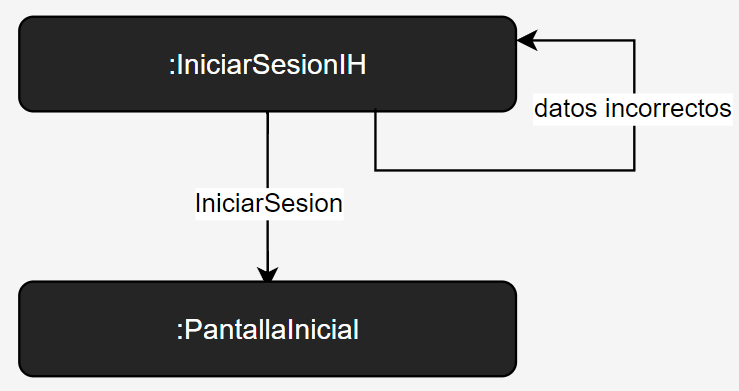 :IniciarSesionIH
datos incorrectos
IniciarSesion
:PantallaInicial